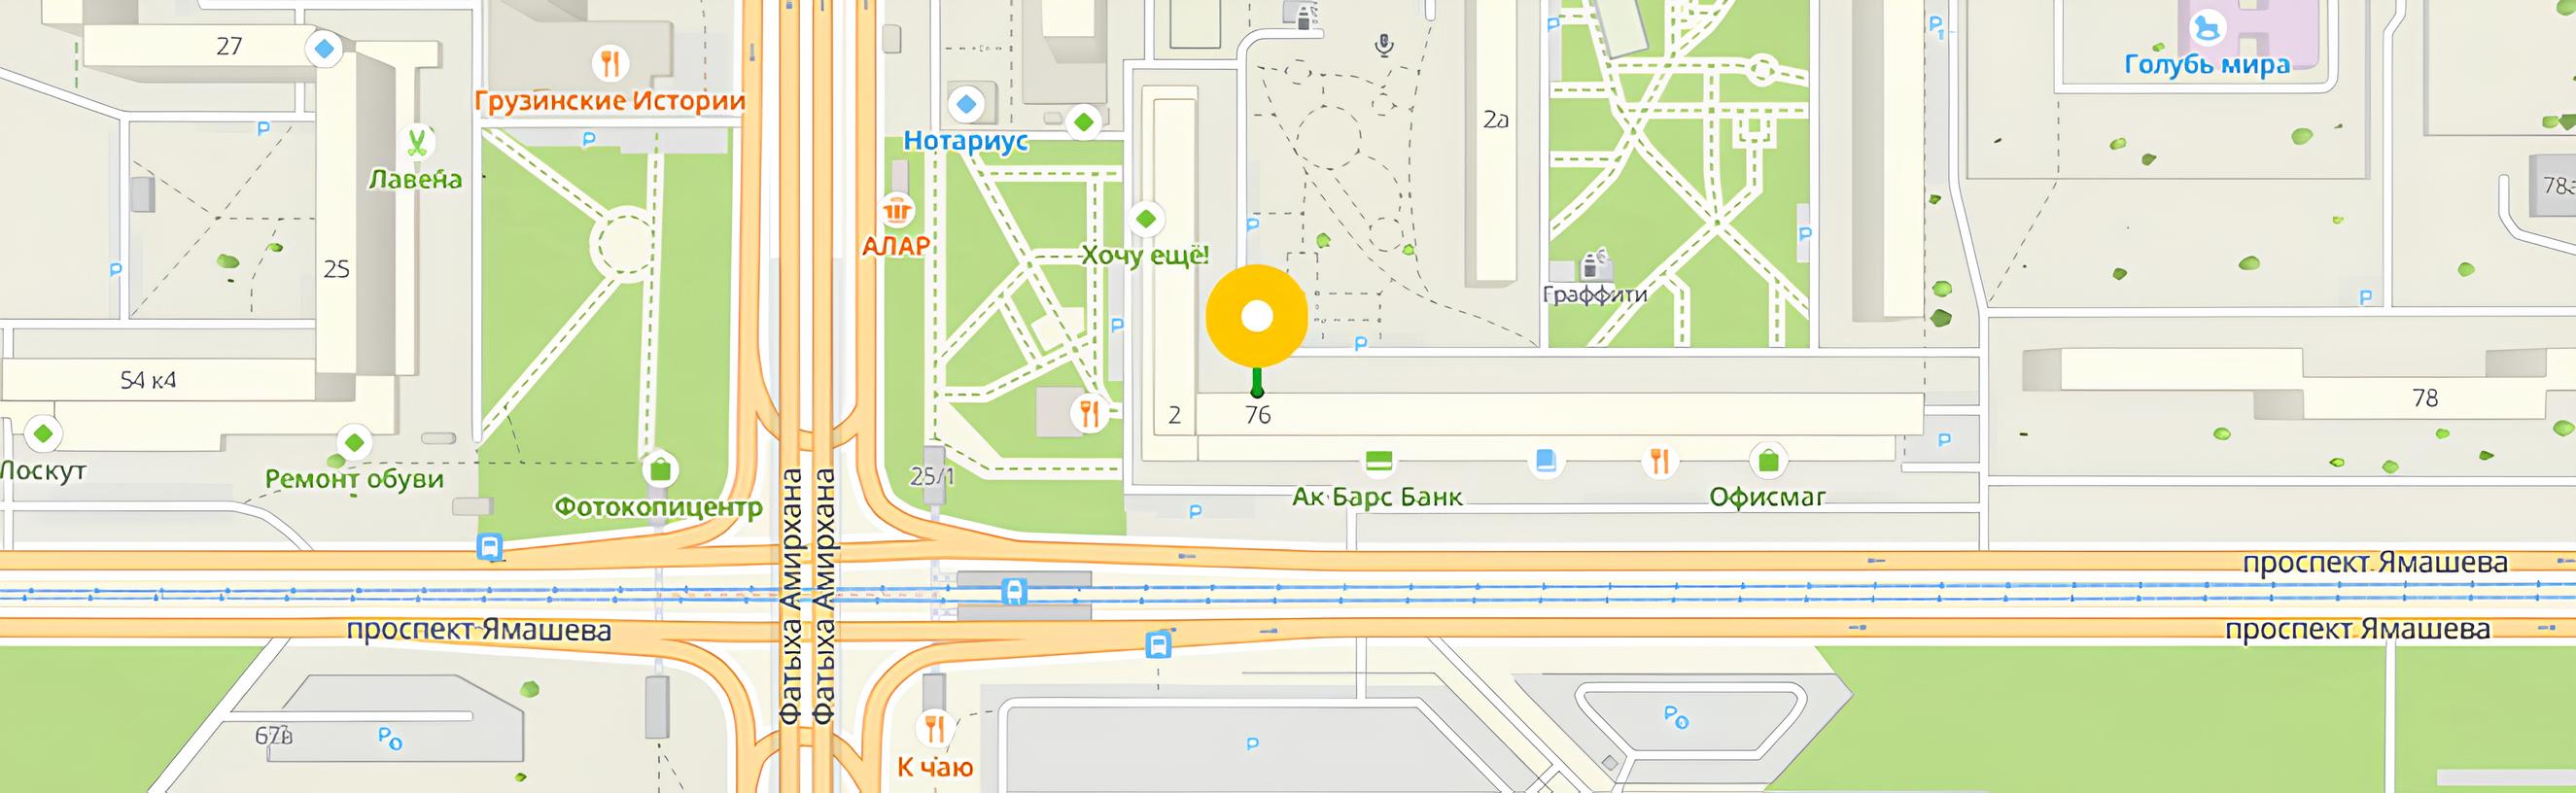 27
Грузинские Истории
P
Лавена
25
P
P
54 к4
Лоскут
Ремонт обуви
Фотокопицентр
Нотариус
АЛАР
Хочу ещё!
P
P
P
2
76
25/1
2а
P
Граффити
P
P
Голубь мира
P
78
P
Ак Барс Банк
Офисмаг
P
Фатыха Амирхана
Фатыха Амирхана
проспект Ямашева
проспект Ямашева
проспект Ямашева
67в
P
К чаю
P
P